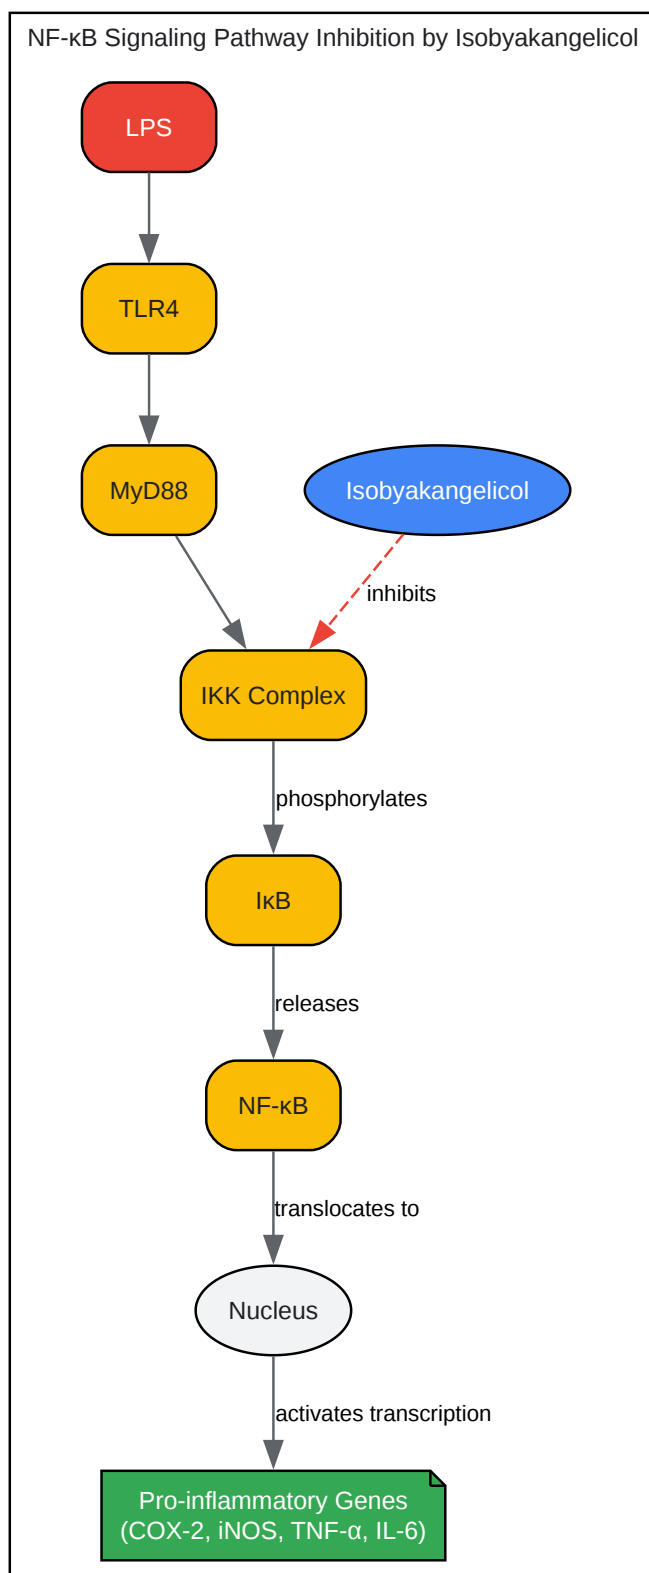 NF-κB Signaling Pathway Inhibition by Isobyakangelicol
LPS
TLR4
MyD88
Isobyakangelicol
inhibits
IKK Complex
phosphorylates
IκB
releases
NF-κB
translocates to
Nucleus
activates transcription
Pro-inflammatory Genes
(COX-2, iNOS, TNF-α, IL-6)